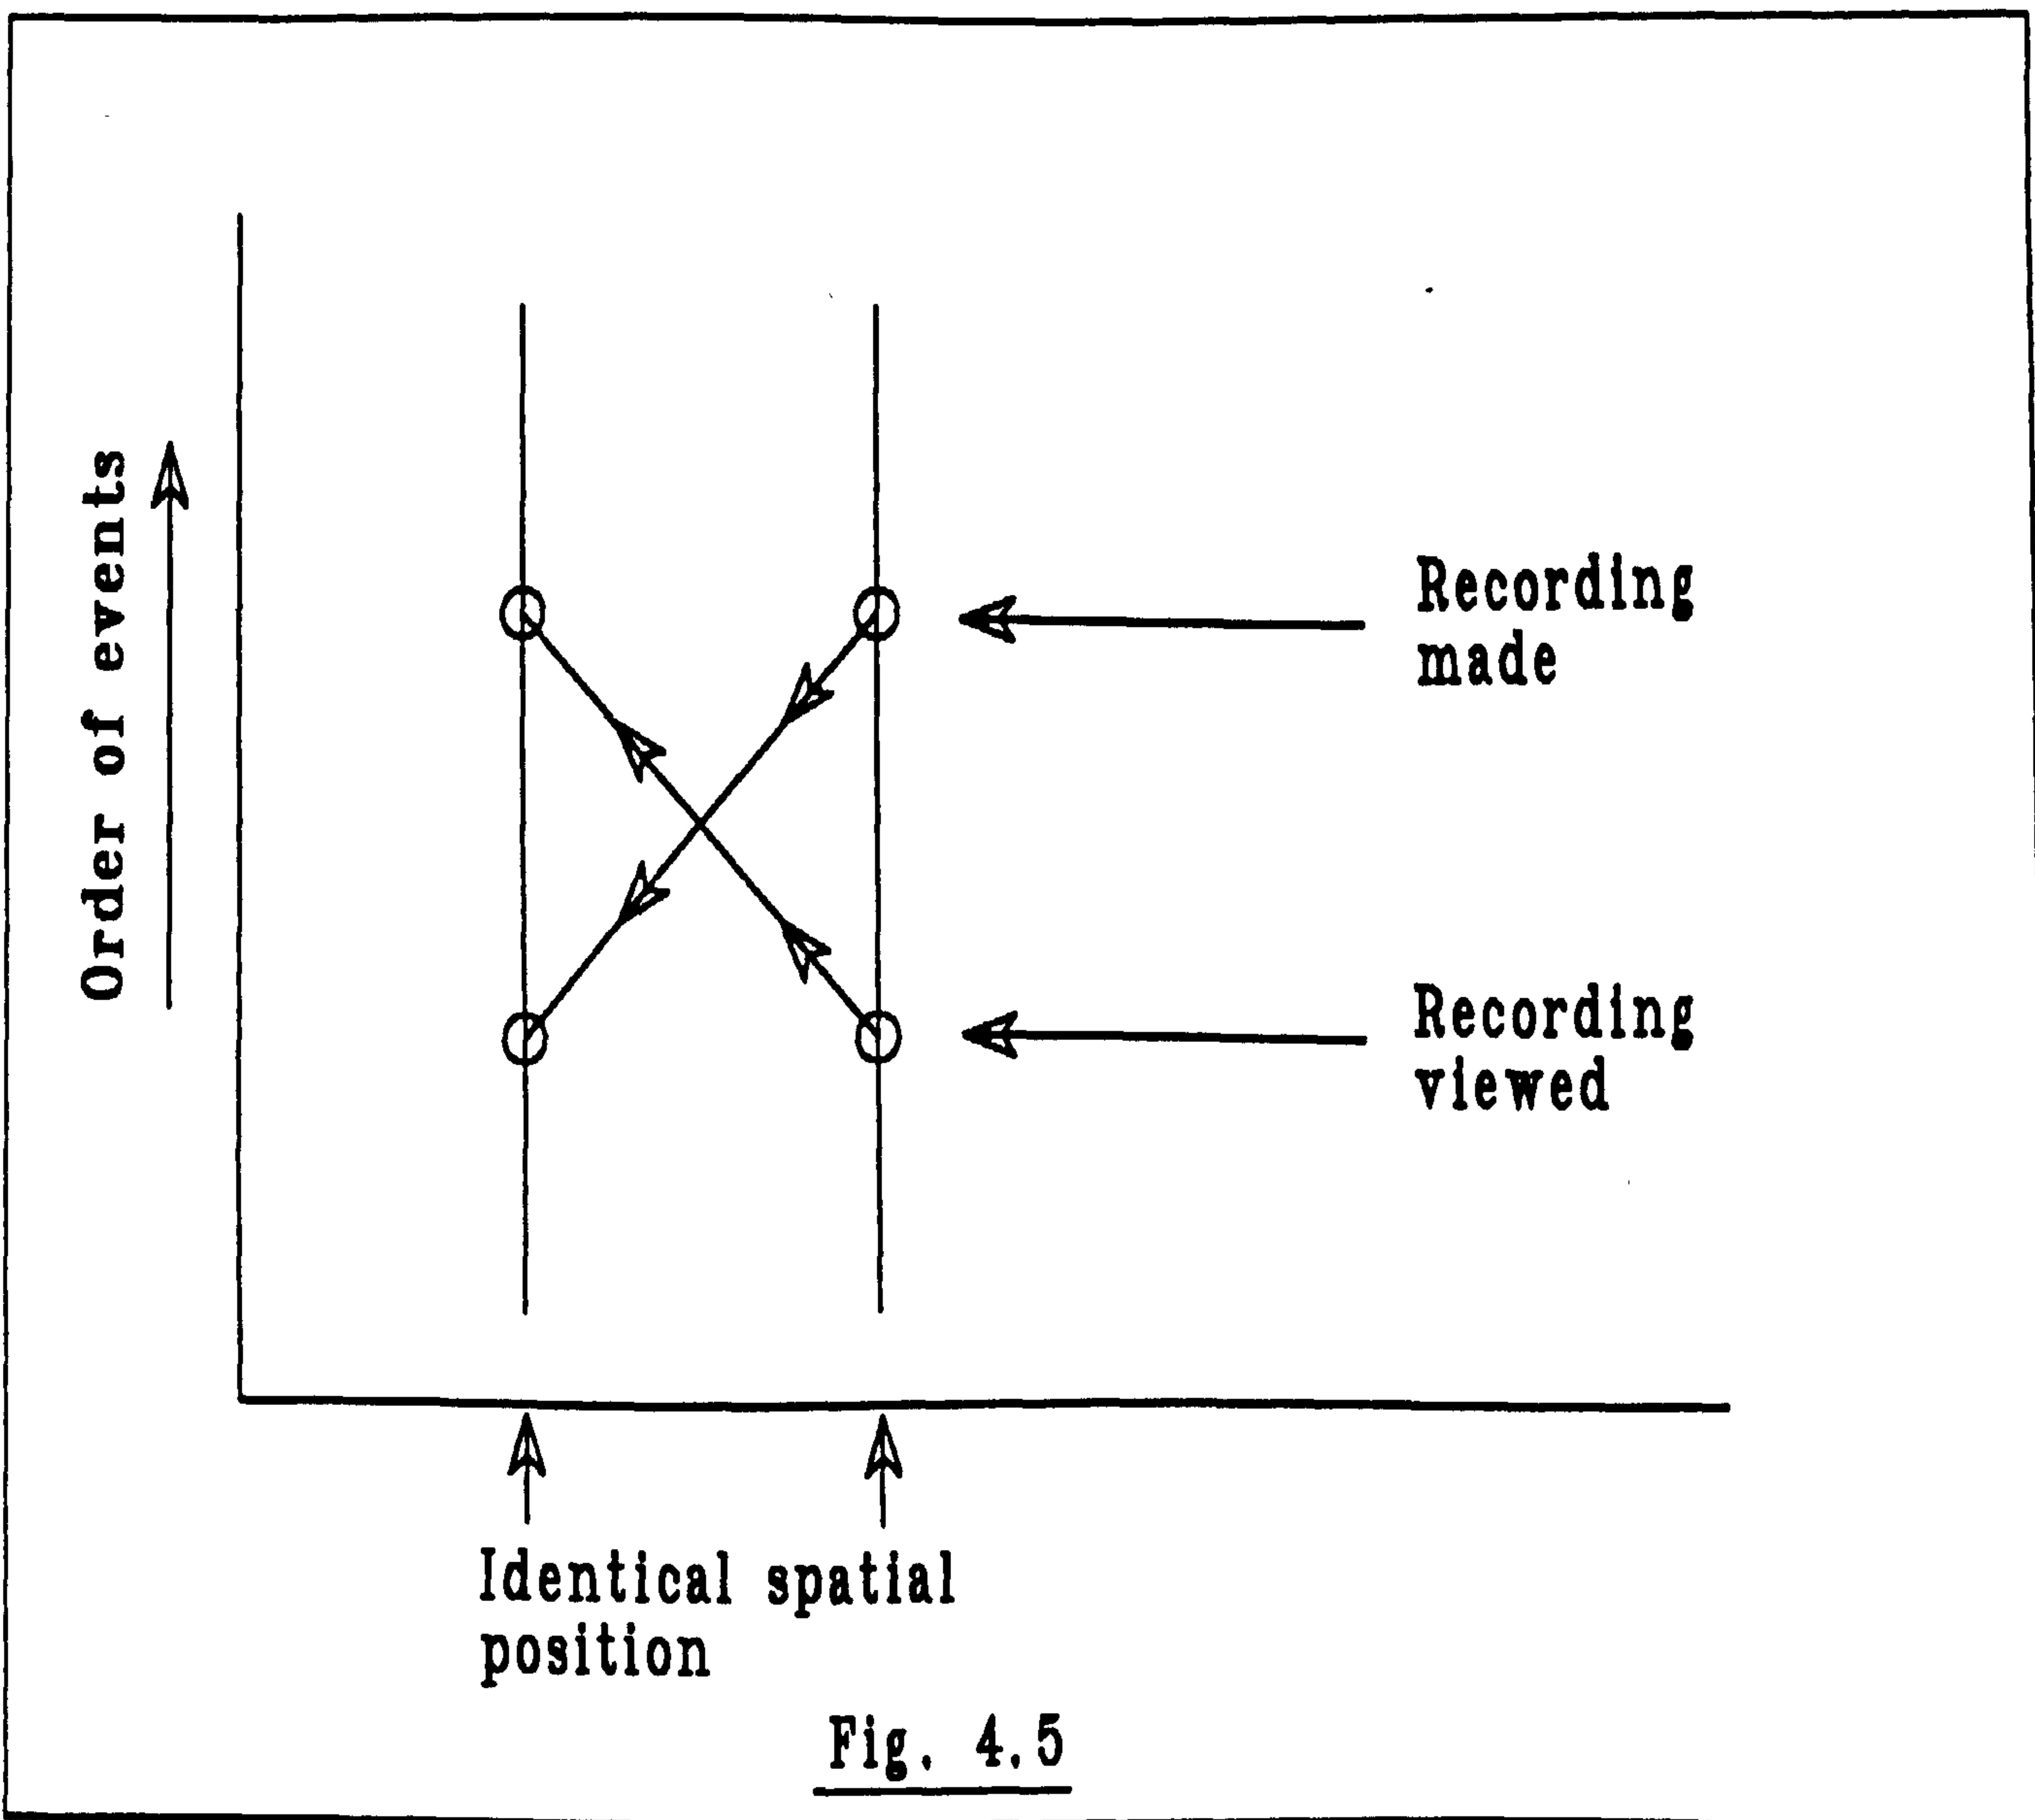 Order of events
Recording
made
Recording
viewed
Identical spatial
position
Fig. 4.5